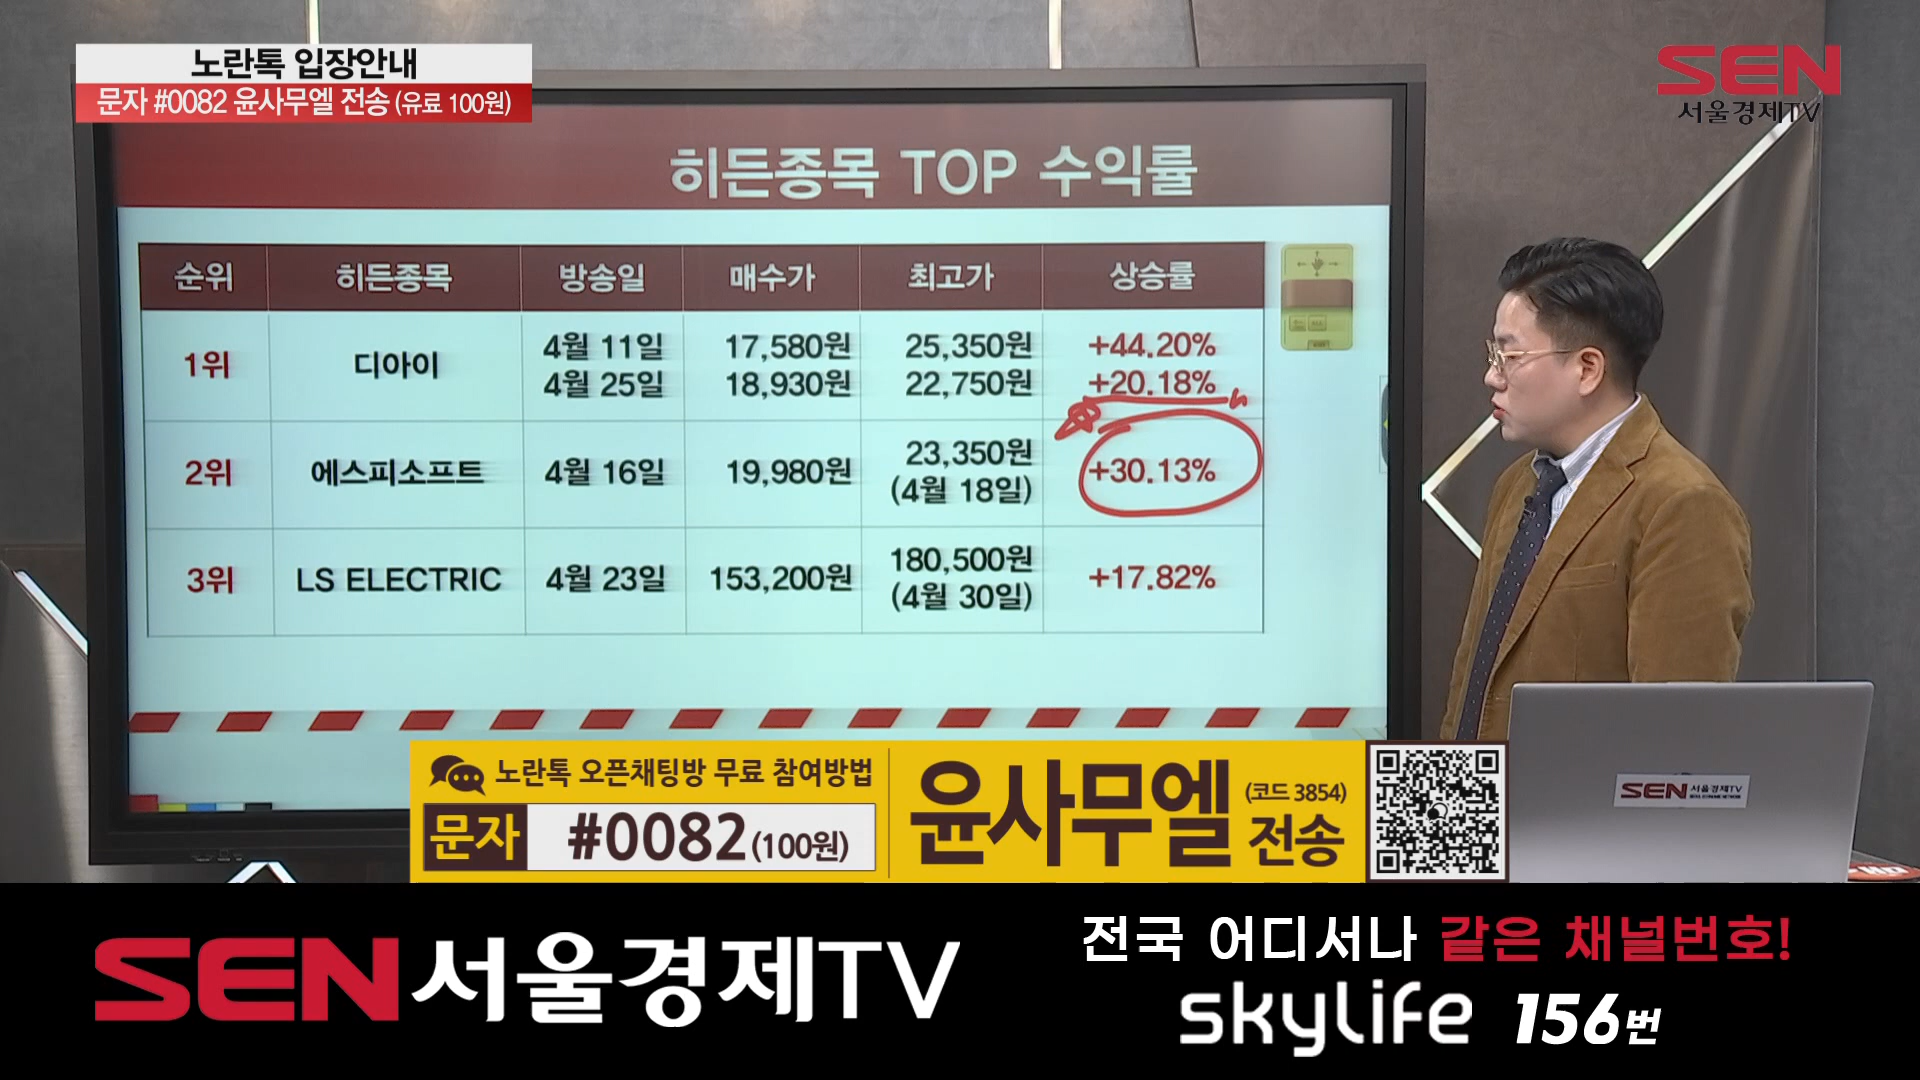 노란톡 입장안내
문자 #0082 윤사무엘 전송 (유료 100원)
SEN
서울경제TV
히든종목 TOP 수익률
순위 히든종목 방송일 매수가 최고가 상승률
1위 디아이 4월 11일 17,580원 25,350원 +44.20%
4월 25일 18,930원 22,750원 +20.18%
2위 에스피소프트 4월 16일 19,980원 23,350원 (4월 18일) +30.13%
3위 LS ELECTRIC 4월 23일 153,200원 180,500원 (4월 30일) +17.82%
노란톡 오픈채팅방 무료 참여방법
문자 #0082 (100원)
윤사무엘 (코드 3854) 전송
SEN 서울경제TV
SEN 서울경제TV
전국 어디서나 같은 채널번호!
skylife 156번